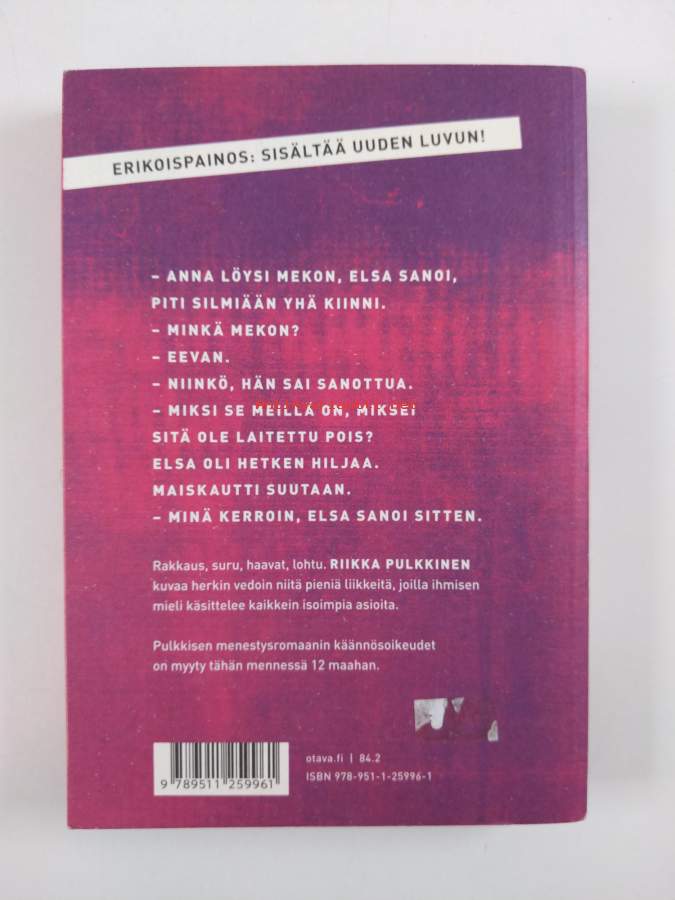 ERIKOISPAINOS: SISÄLTÄÄ UUDEN LUVUN!
– ANNA LÖYSI MEKON, ELSA SANOI,
PITI SILMIÄÄN YHÄ KIINNI.
– MINKÄ MEKON?
– EEVAN.
– NIINKÖ, HÄN SAI SANOTTUA.
– MIKSI SE MEILLÄ ON, MIKSEI
SITÄ OLE LAITETTU POIS?
ELSA OLI HETKEN HILJAA.
MAISKAUTTI SUUTAAN.
– MINÄ KERROIN, ELSA SANOI SITTEN.
Rakkaus, suru, haavat, lohtu. RIIKKA PULKKINEN
kuvaa herkin vedoin niitä pieniä liikkeitä, joilla ihmisen
mieli käsittelee kaikkein isoimpia asioita.
Pulkkisen menestysromaanin käännösoikeudet
on myyty tähän mennessä 12 maahan.
otava.fi | 84.2
ISBN 978-951-1-25996-1
9 789511 259961